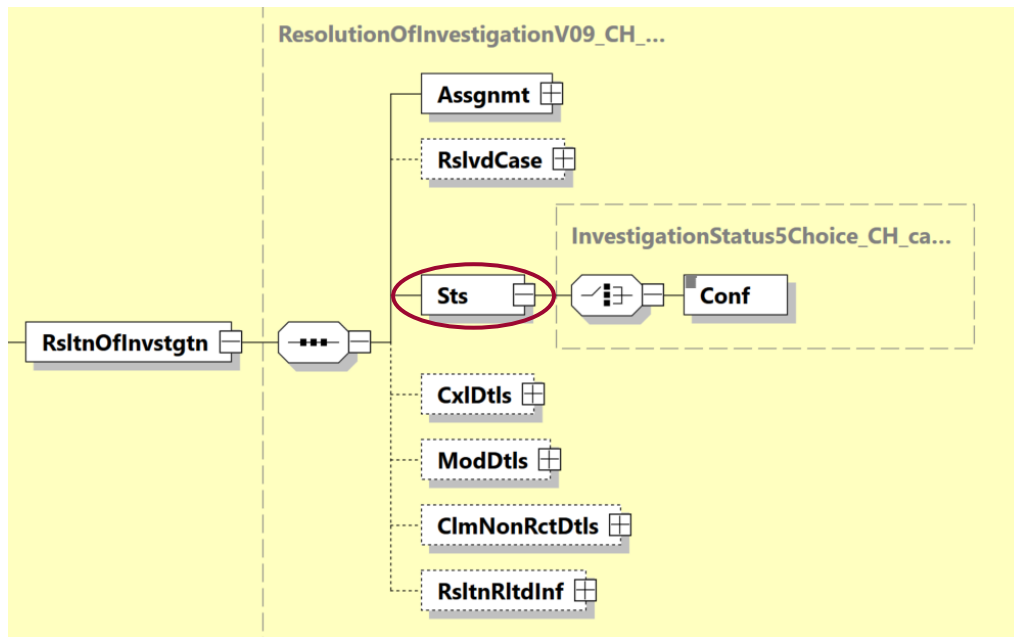 ResolutionOfInvestigationV09_CH_...
Assgnmt
RslvdCase
InvestigationStatus5Choice_CH_ca...
Sts
Conf
RsltnOfInvstgtn
CxlDtls
ModDtls
ClmNonRctDtls
RsltnRltdInf